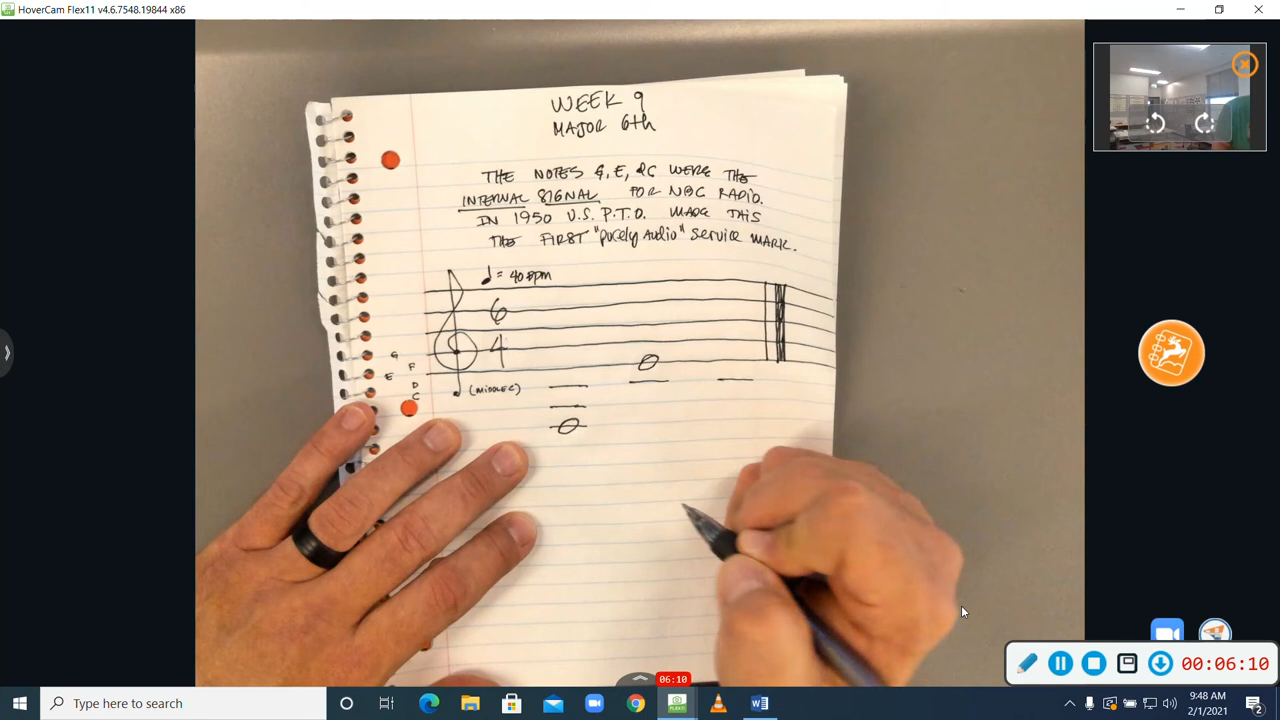 HoverCam Flex11 v4.6.7548.19844 x86
WEEK 9
MAJOR 6th
THE NOTES G, E, & C WERE THE
INTERNAL SIGNAL FOR NBC RADIO.
IN 1950 U.S. P.T.O. MADE THIS
THE FIRST "purely Audio" service MARK.
= 40 BPM
6
4
G
F
E
D
C
(MIDDLE C)
00:06:10
06:10
Type here to search
FLEX11
9:48 AM
2/1/2021
2